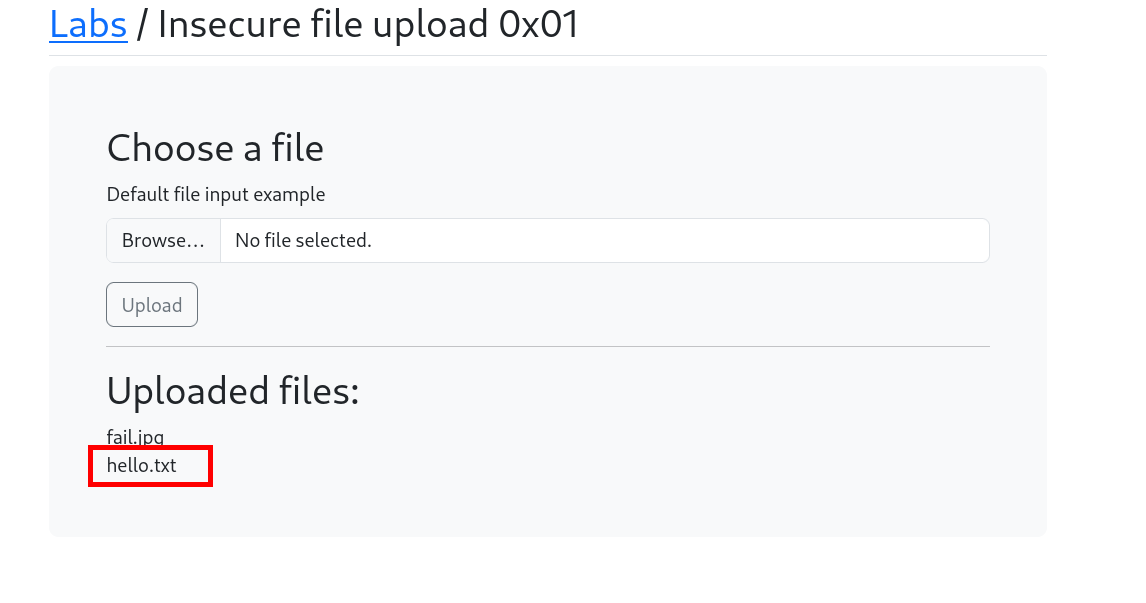 Labs / Insecure file upload 0x01
Choose a file
Default file input example
Browse... No file selected.
Upload
Uploaded files:
fail.jpg
hello.txt